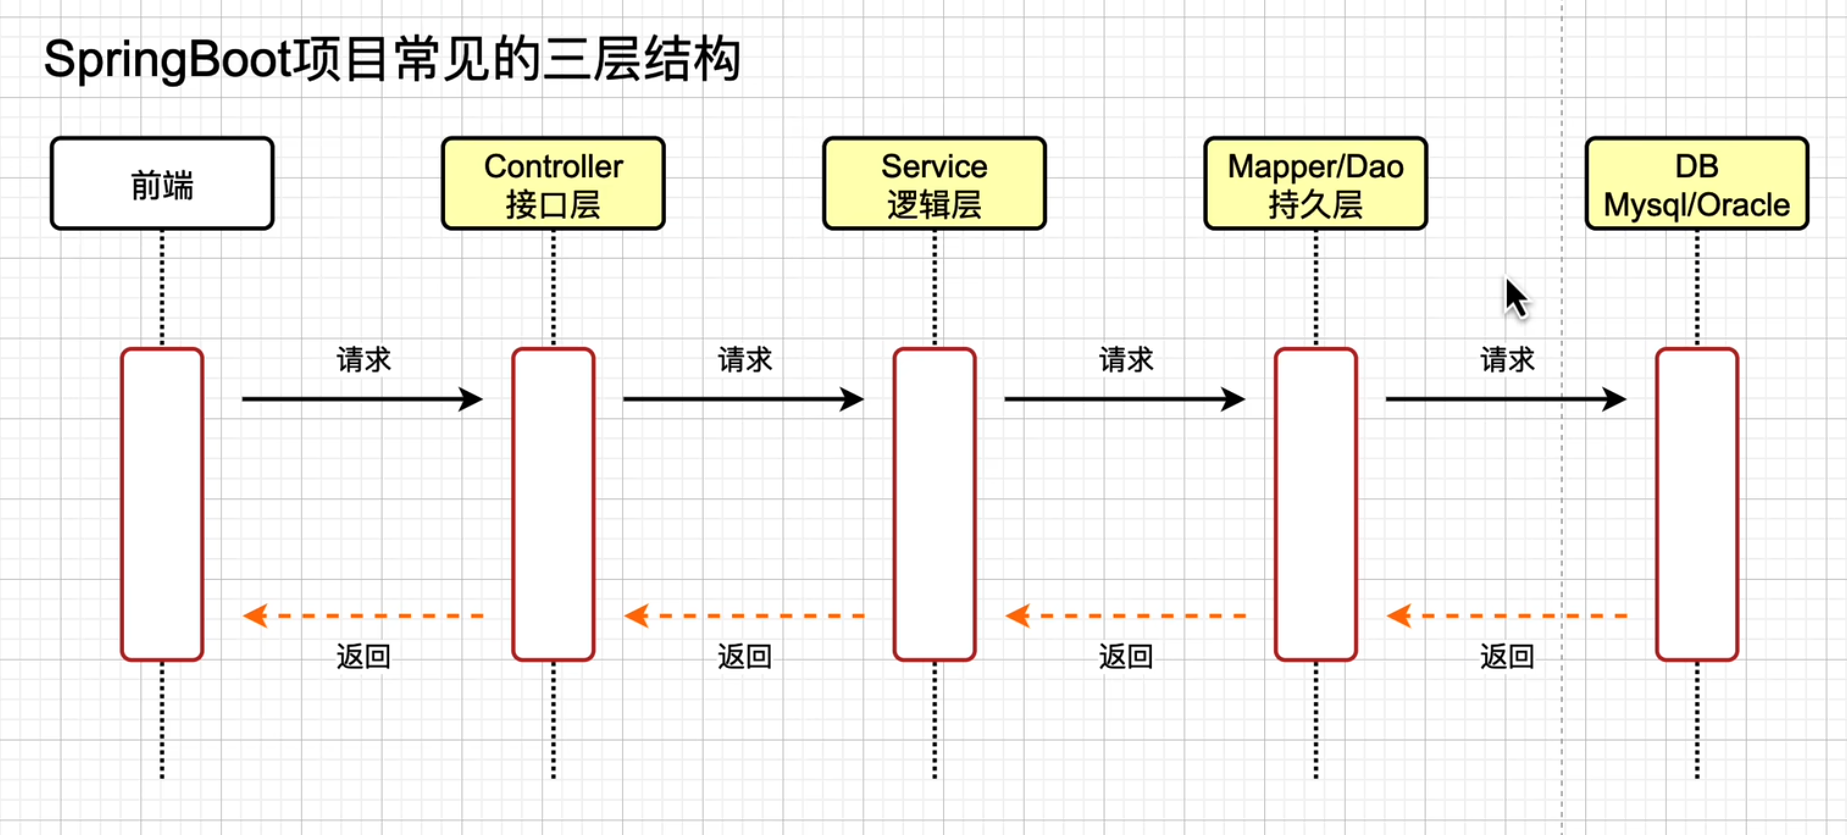 SpringBoot项目常见的三层结构
前端
Controller
接口层
Service
逻辑层
Mapper/Dao
持久层
DB
Mysql/Oracle
请求
请求
请求
请求
返回
返回
返回
返回